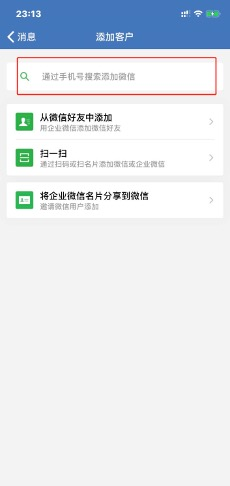 23:13
消息
添加客户
通过手机号搜索添加微信
从微信好友中添加
用企业微信添加微信好友
扫一扫
通过扫码或扫名片添加微信或企业微信
将企业微信名片分享到微信
邀请微信用户添加